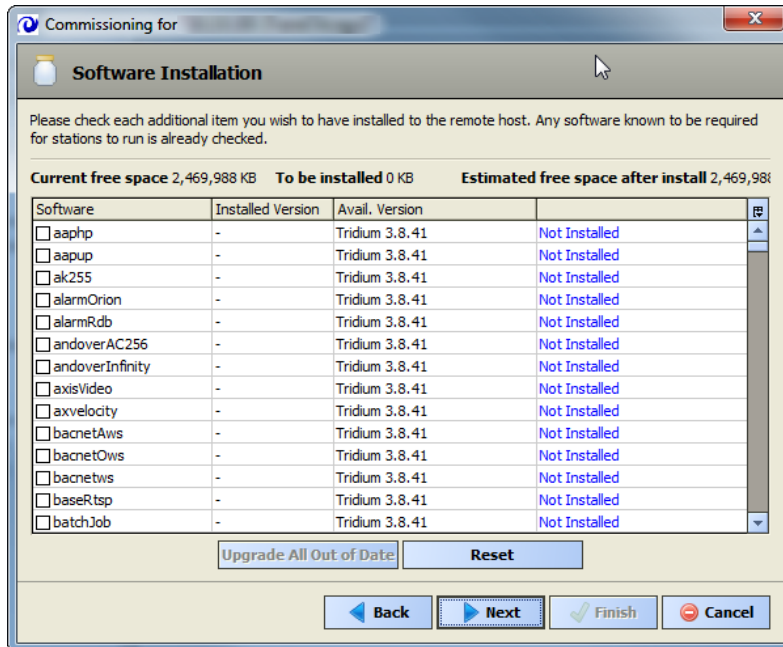 Commissioning for "
Software Installation
Please check each additional item you wish to have installed to the remote host. Any software known to be required
for stations to run is already checked.
Current free space 2,469,988 KB To be installed 0 KB Estimated free space after install 2,469,98
Software Installed Version Avail. Version
aaphp - Tridium 3.8.41 Not Installed
aapup - Tridium 3.8.41 Not Installed
ak255 - Tridium 3.8.41 Not Installed
alarmOrion - Tridium 3.8.41 Not Installed
alarmRdb - Tridium 3.8.41 Not Installed
andoverAC256 - Tridium 3.8.41 Not Installed
andoverInfinity - Tridium 3.8.41 Not Installed
axisVideo - Tridium 3.8.41 Not Installed
axvelocity - Tridium 3.8.41 Not Installed
bacnetAws - Tridium 3.8.41 Not Installed
bacnetOws - Tridium 3.8.41 Not Installed
bacnetws - Tridium 3.8.41 Not Installed
baseRtsp - Tridium 3.8.41 Not Installed
batchJob - Tridium 3.8.41 Not Installed
Upgrade All Out of Date Reset
Back Next Finish Cancel